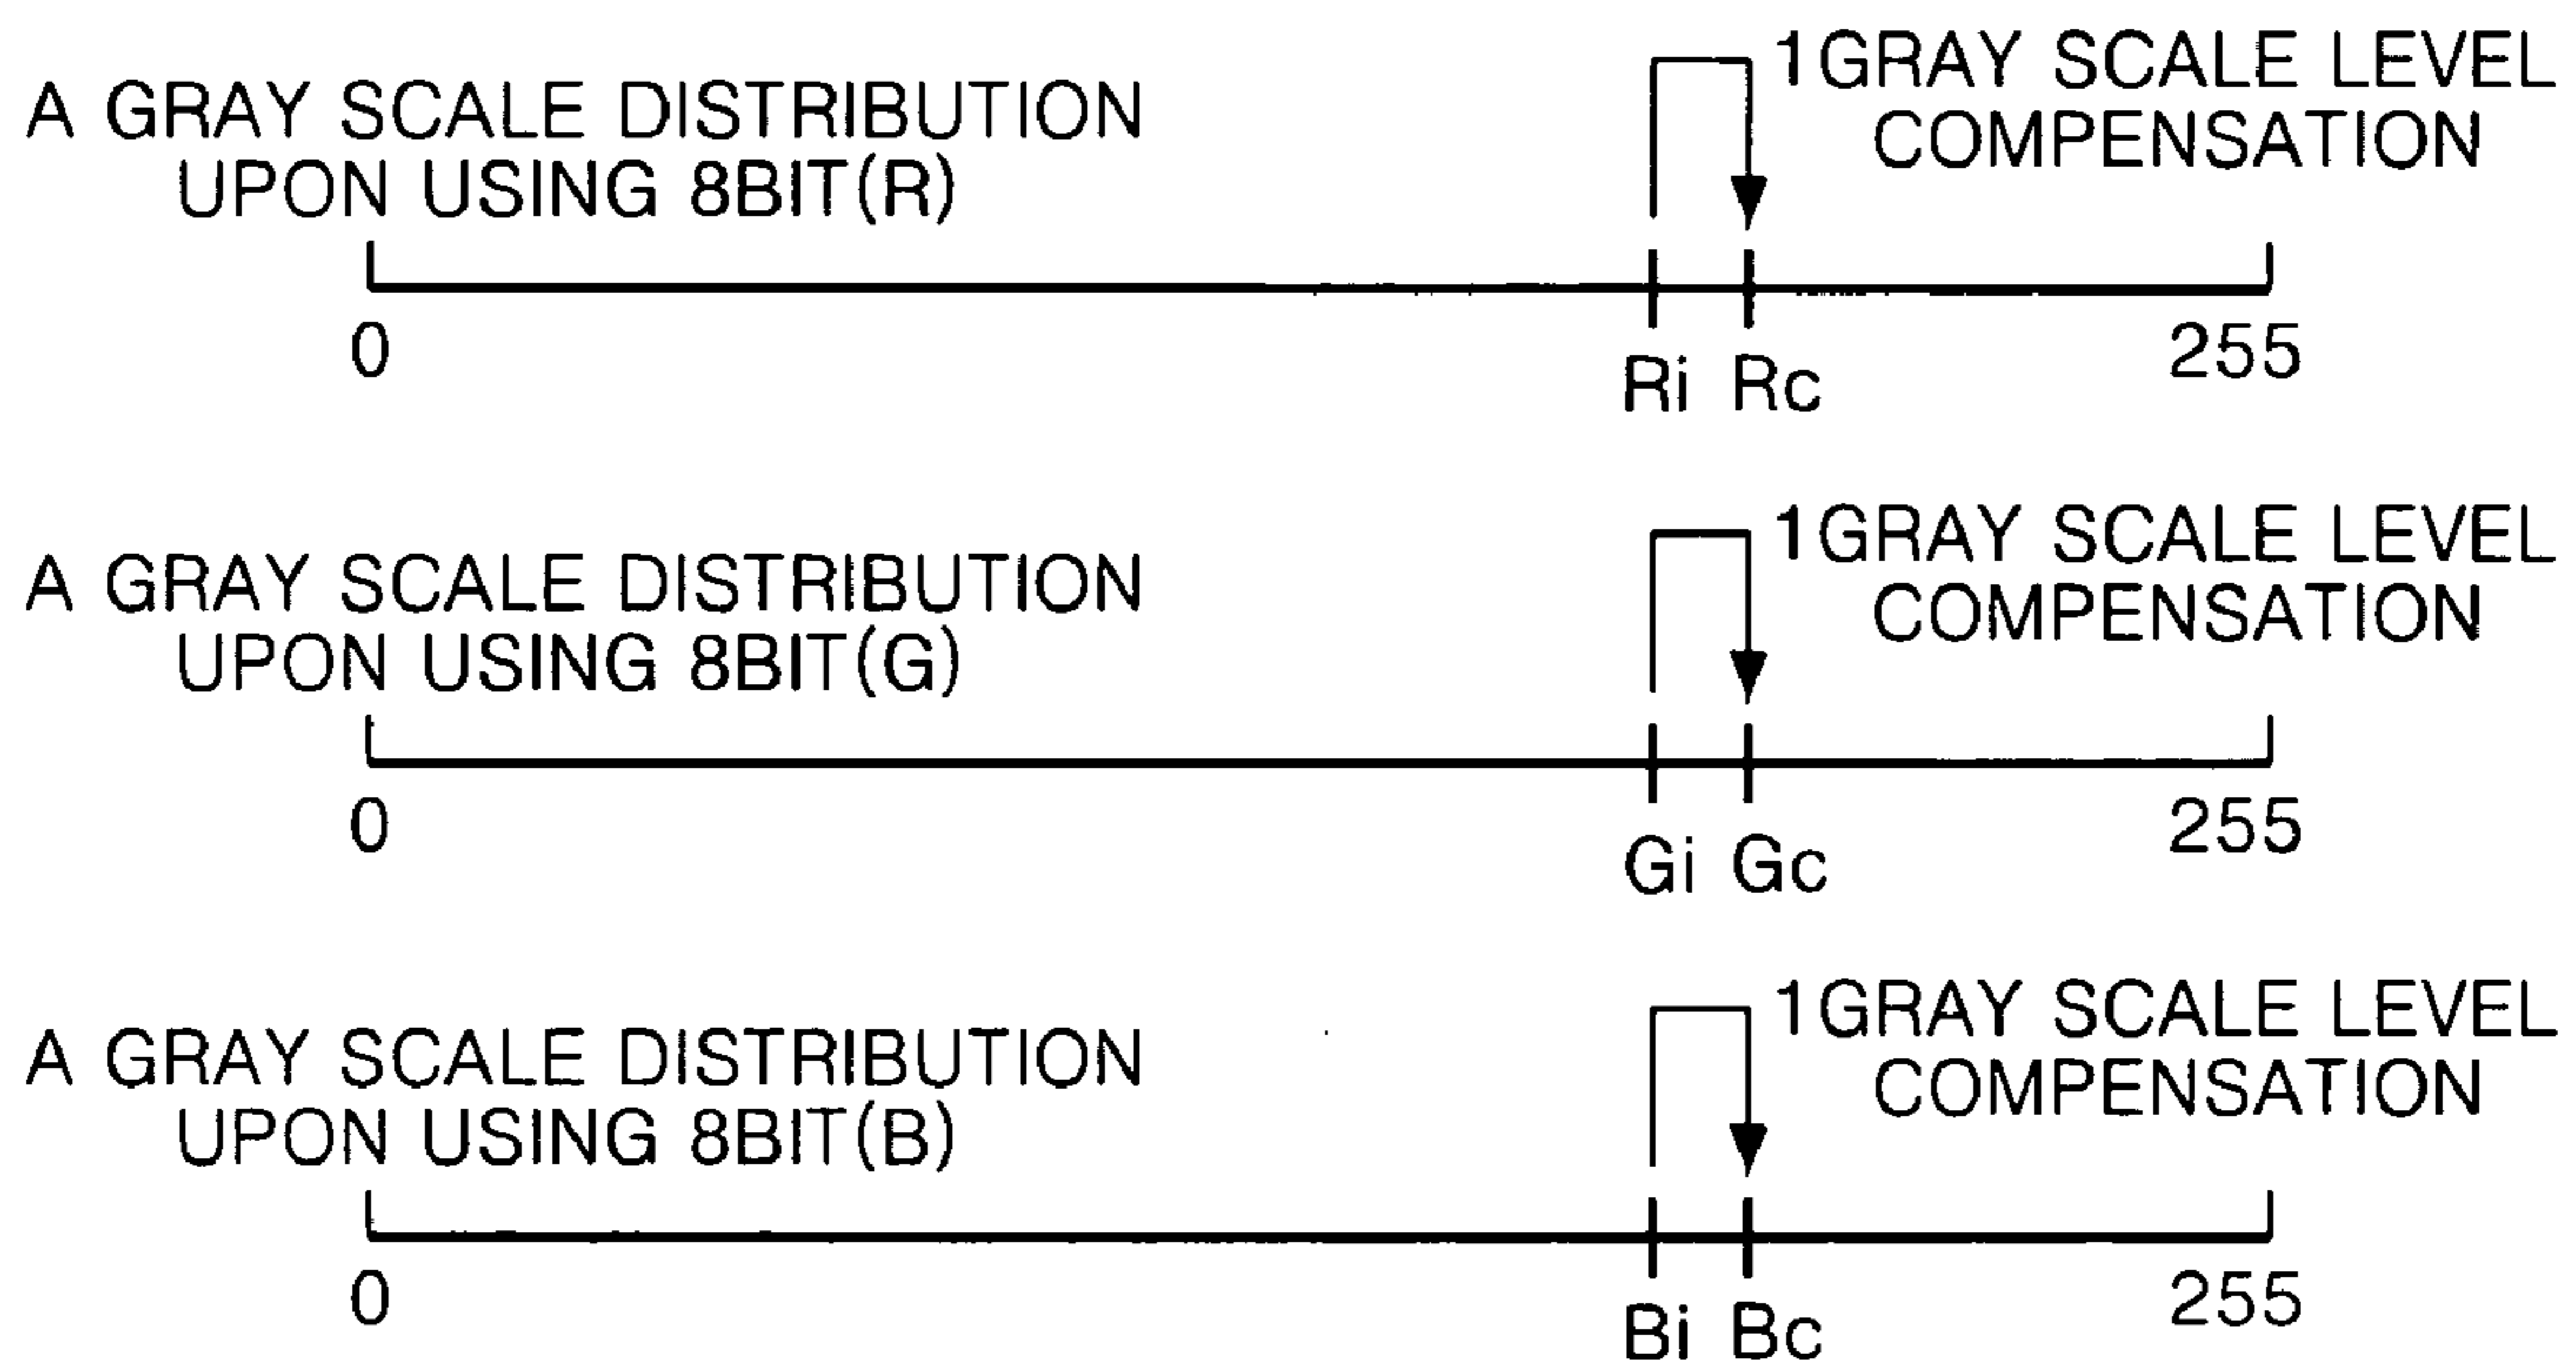 A GRAY SCALE DISTRIBUTION
UPON USING 8BIT(R)
1GRAY SCALE LEVEL
COMPENSATION
0
Ri Rc
255
A GRAY SCALE DISTRIBUTION
UPON USING 8BIT(G)
1GRAY SCALE LEVEL
COMPENSATION
0
Gi Gc
255
A GRAY SCALE DISTRIBUTION
UPON USING 8BIT(B)
1GRAY SCALE LEVEL
COMPENSATION
0
Bi Bc
255